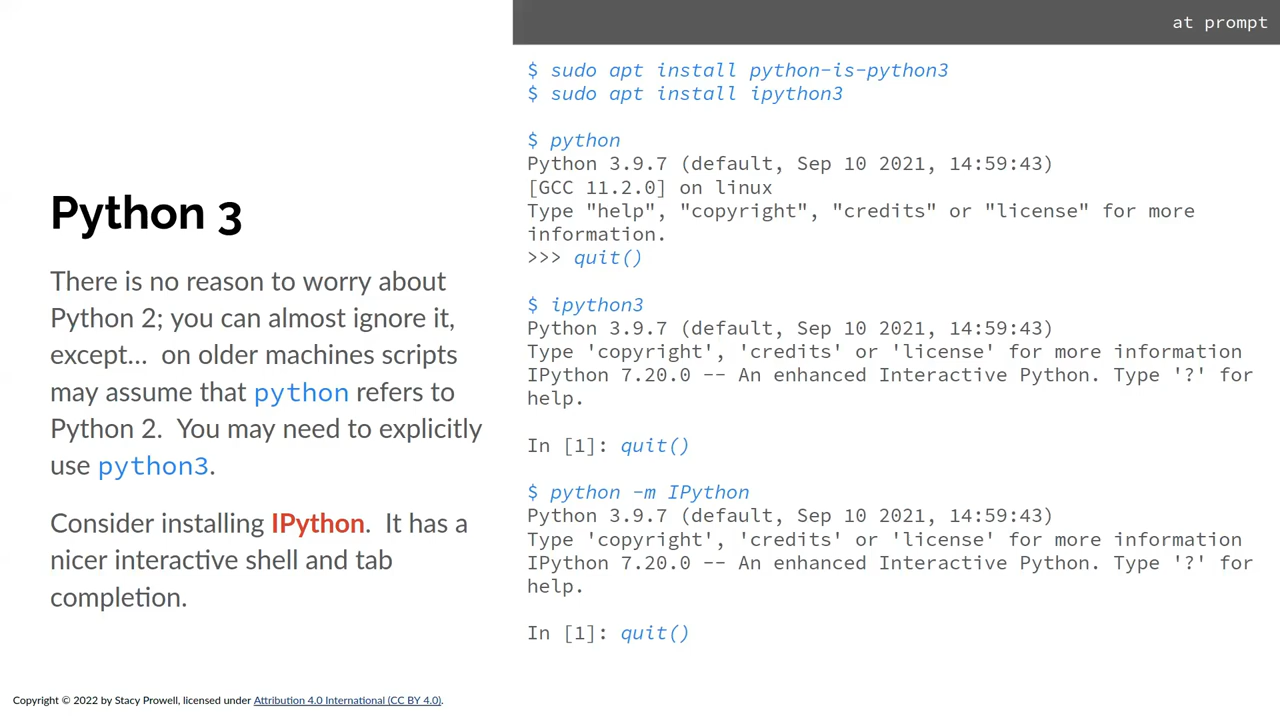 Python 3
There is no reason to worry about
Python 2; you can almost ignore it,
except... on older machines scripts
may assume that python refers to
Python 2. You may need to explicitly
use python3.
Consider installing IPython. It has a
nicer interactive shell and tab
completion.
at prompt
$ sudo apt install python-is-python3
$ sudo apt install ipython3
$ python
Python 3.9.7 (default, Sep 10 2021, 14:59:43)
[GCC 11.2.0] on linux
Type "help", "copyright", "credits" or "license" for more
information.
>>> quit()
$ ipython3
Python 3.9.7 (default, Sep 10 2021, 14:59:43)
Type 'copyright', 'credits' or 'license' for more information
IPython 7.20.0 -- An enhanced Interactive Python. Type '?' for
help.
In [1]: quit()
$ python -m IPython
Python 3.9.7 (default, Sep 10 2021, 14:59:43)
Type 'copyright', 'credits' or 'license' for more information
IPython 7.20.0 -- An enhanced Interactive Python. Type '?' for
help.
In [1]: quit()
Copyright © 2022 by Stacy Prowell, licensed under Attribution 4.0 International (CC BY 4.0).